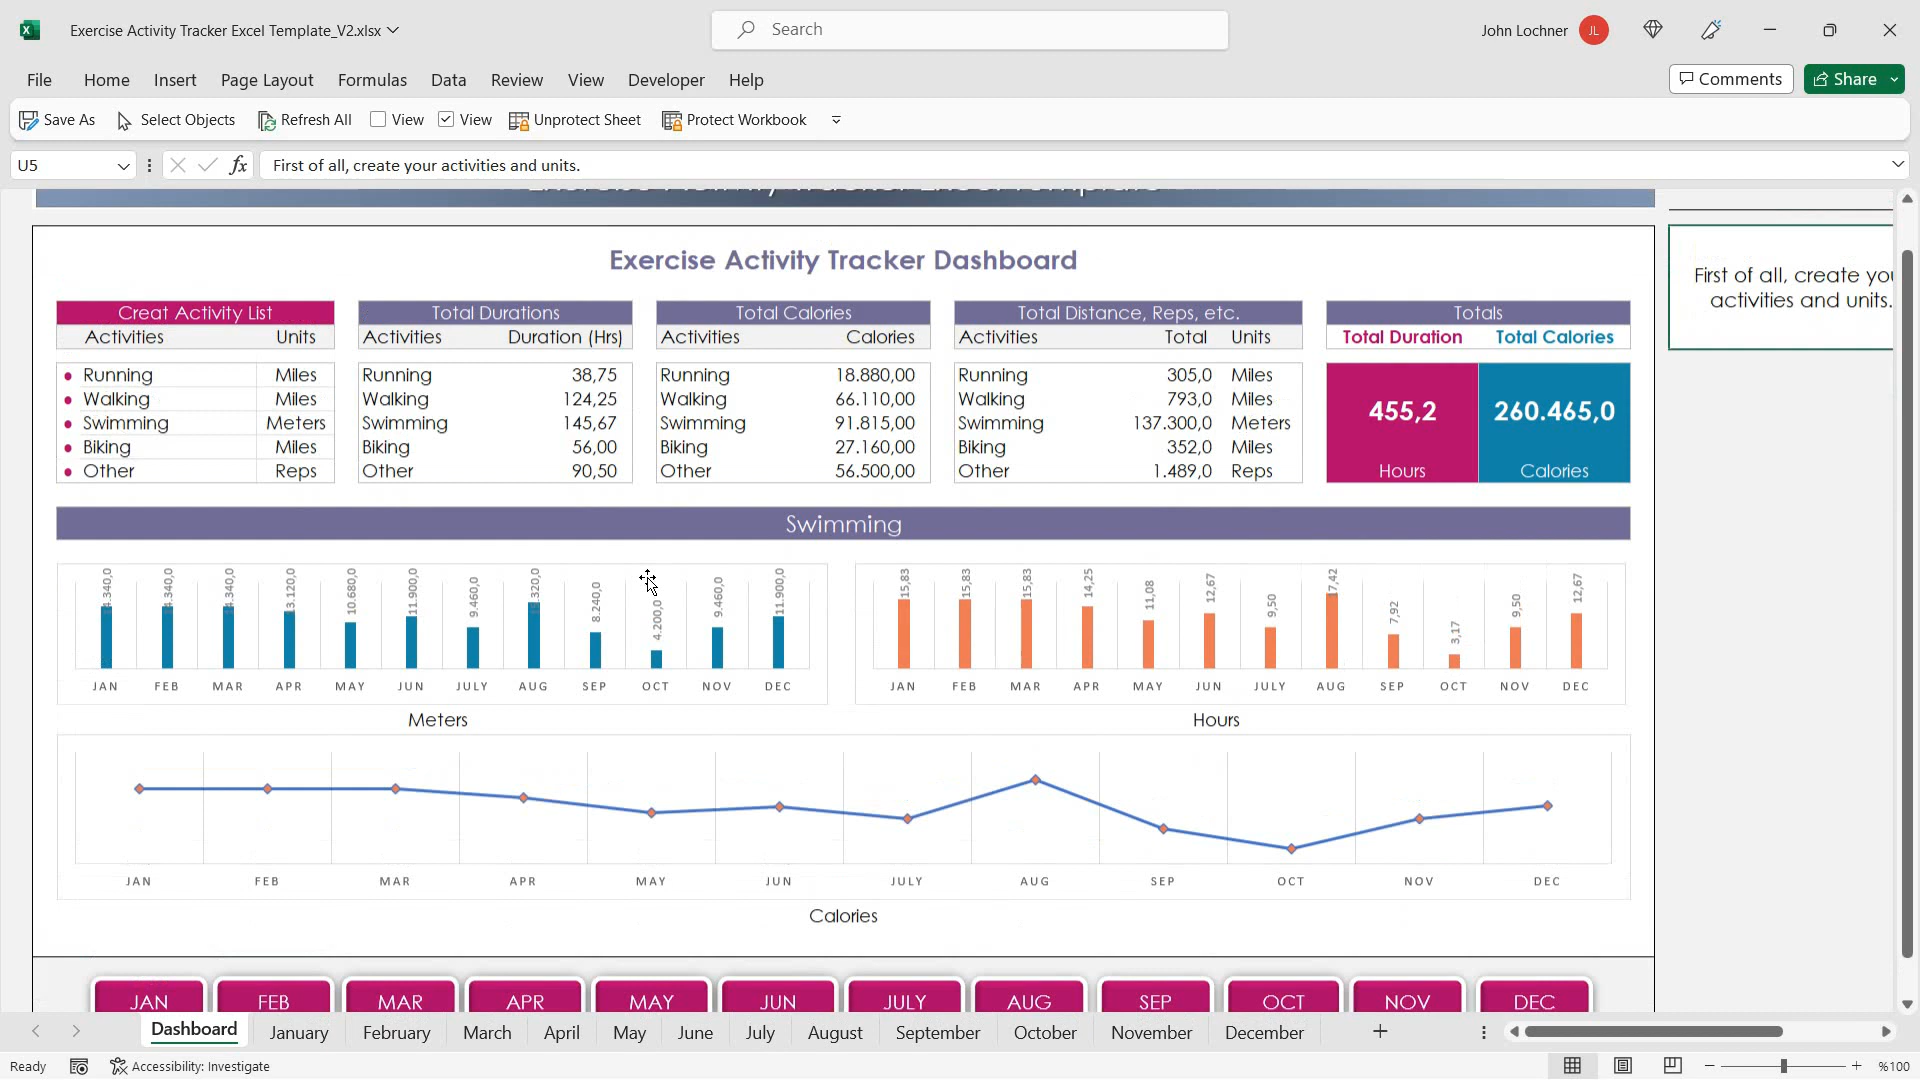 Exercise Activity Tracker Excel Template_V2.xlsx
Search
John Lochner JL
File Home Insert Page Layout Formulas Data Review View Developer Help
Comments Share
Save As Select Objects Refresh All View View Unprotect Sheet Protect Workbook
U5 fx First of all, create your activities and units.
Exercise Activity Tracker Excel Template
Exercise Activity Tracker Dashboard
First of all, create you
activities and units.
Creat Activity List Total Durations Total Calories Total Distance, Reps, etc. Totals
Activities Units Activities Duration (Hrs) Activities Calories Activities Total Units Total Duration Total Calories
Running Miles Running 38,75 Running 18.880,00 Running 305,0 Miles
Walking Miles Walking 124,25 Walking 66.110,00 Walking 793,0 Miles
Swimming Meters Swimming 145,67 Swimming 91.815,00 Swimming 137.300,0 Meters
Biking Miles Biking 56,00 Biking 27.160,00 Biking 352,0 Miles
Other Reps Other 90,50 Other 56.500,00 Other 1.489,0 Reps
455,2 260.465,0
Hours Calories
Swimming
10.680,0 11.900,0 9.460,0 8.240,0 4.200,0 9.460,0 11.900,0
15,83 15,83 15,83 14,25 11,08 12,67 9,50 17,42 7,92 3,17 9,50 12,67
JAN FEB MAR APR MAY JUN JULY AUG SEP OCT NOV DEC
JAN FEB MAR APR MAY JUN JULY AUG SEP OCT NOV DEC
Meters
Hours
JAN FEB MAR APR MAY JUN JULY AUG SEP OCT NOV DEC
Calories
JAN FEB MAR APR MAY JUN JULY AUG SEP OCT NOV DEC
Dashboard January February March April May June July August September October November December
Ready Accessibility: Investigate %100